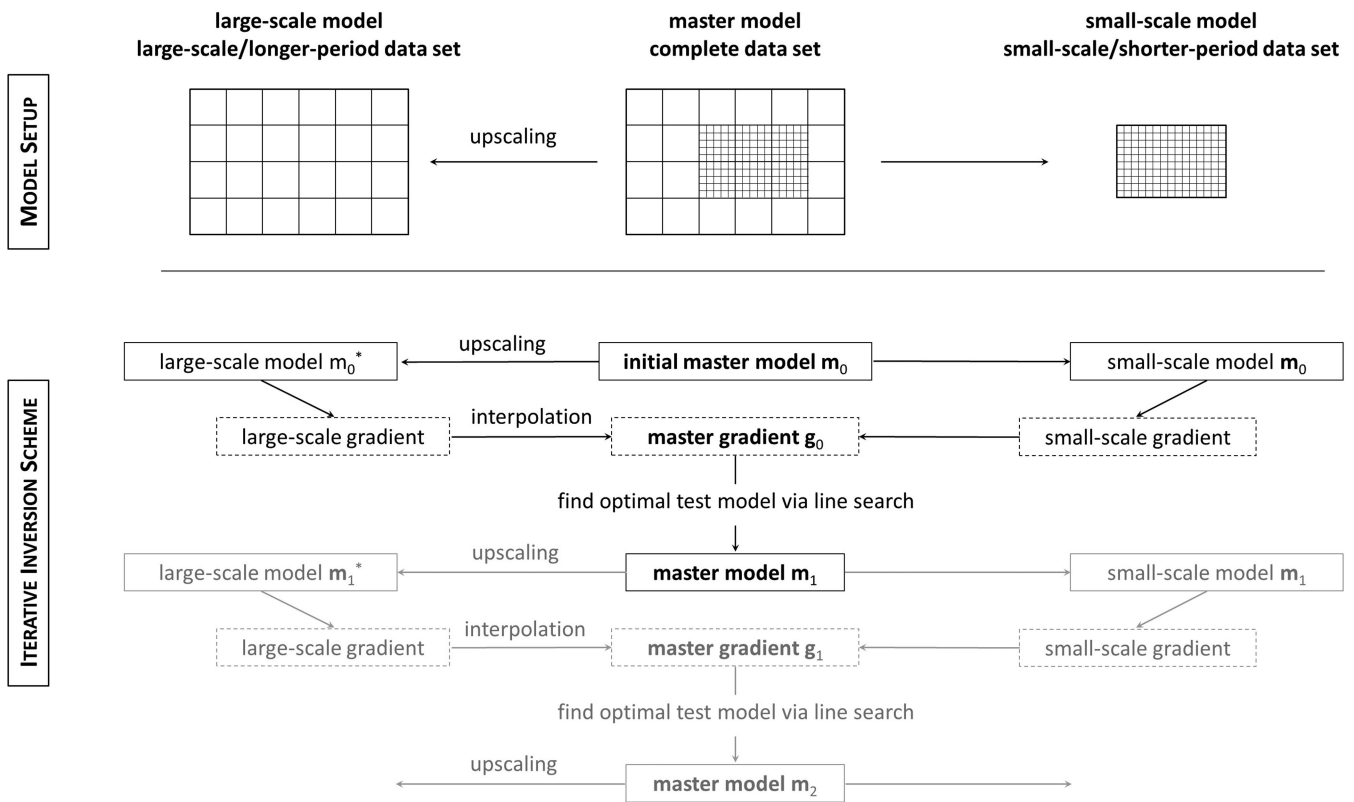 large-scale model
large-scale/longer-period data set
master model
complete data set
small-scale model
small-scale/shorter-period data set
MODEL SETUP
upscaling
ITERATIVE INVERSION SCHEME
large-scale model m₀*
upscaling
initial master model m₀
small-scale model m₀
large-scale gradient
interpolation
master gradient g₀
small-scale gradient
find optimal test model via line search
large-scale model m₁*
upscaling
master model m₁
small-scale model m₁
large-scale gradient
interpolation
master gradient g₁
small-scale gradient
find optimal test model via line search
upscaling
master model m₂